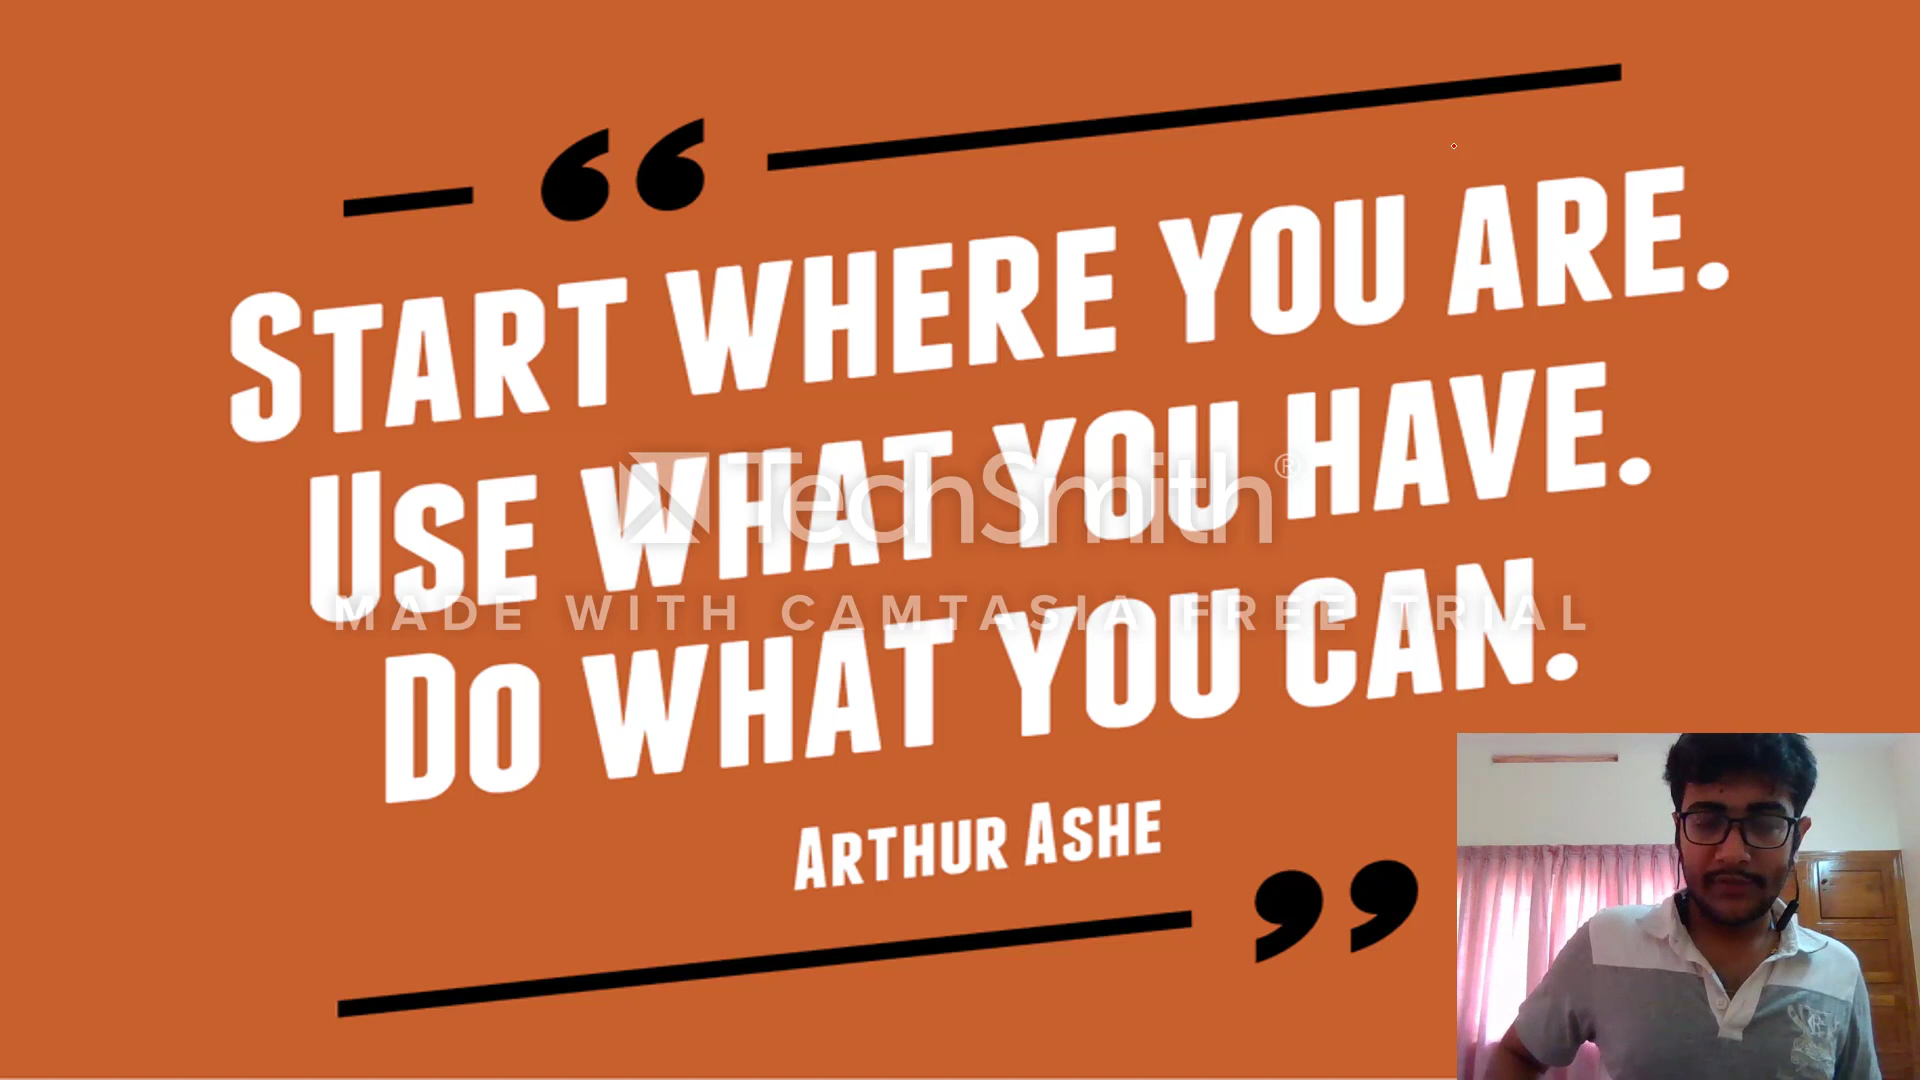 “
START WHERE YOU ARE.
USE WHAT YOU HAVE.
TechSmith®
MADE WITH CAMTASIA FREE TRIAL
DO WHAT YOU CAN.
ARTHUR ASHE
”